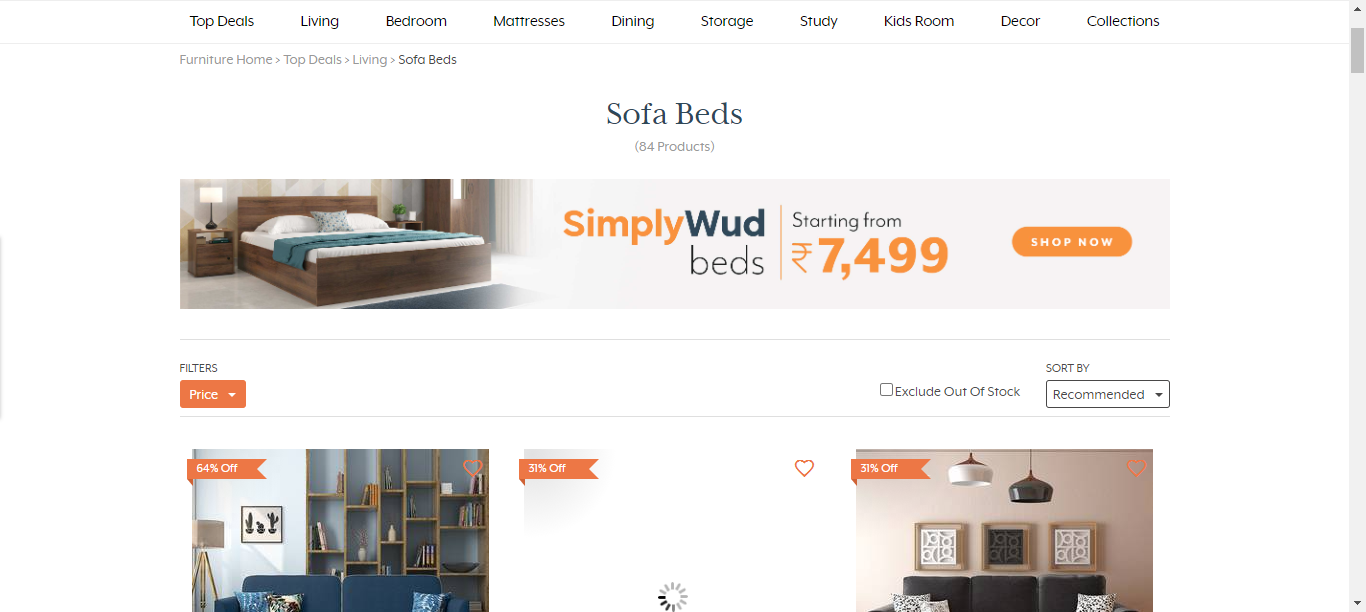 Top Deals Living Bedroom Mattresses Dining Storage Study Kids Room Decor Collections
Furniture Home > Top Deals > Living > Sofa Beds
Sofa Beds
(84 Products)
SimplyWud
beds
Starting from
₹7,499
SHOP NOW
FILTERS
Price
Exclude Out Of Stock
SORT BY
Recommended
64% Off
31% Off
31% Off